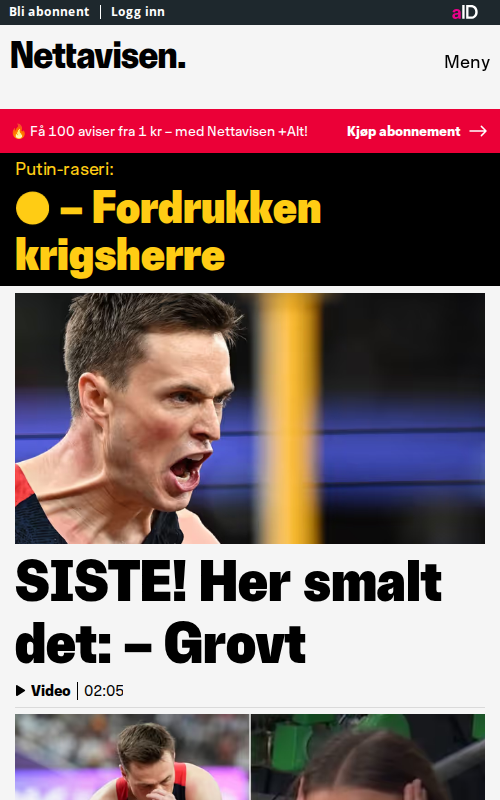 Bli abonnent | Logg inn
aID
Nettavisen.
Meny
🔥 Få 100 aviser fra 1 kr – med Nettavisen +Alt!
Kjøp abonnement →
Putin-raseri:
– Fordrukken
krigsherre
SISTE! Her smalt
det: – Grovt
Video | 02:05